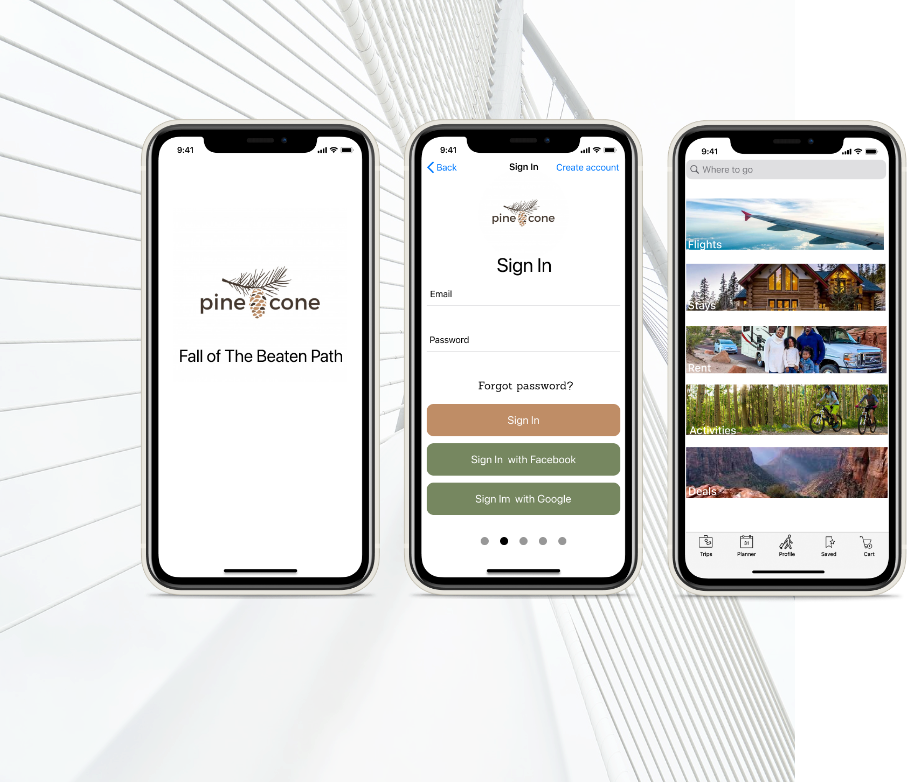 9:41
pine cone
Fall of The Beaten Path
9:41
Back
Sign In
Create account
pine cone
Sign In
Email
Password
Forgot password?
Sign In
Sign In with Facebook
Sign Im with Google
9:41
Where to go
Flights
Stays
Rent
Activities
Deals
Trips
Planner
Profile
Saved
Cart